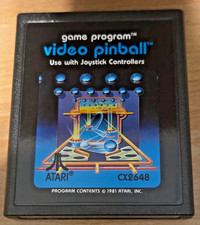 game program™
video pinball™
Use with Joystick Controllers
ATARI® CX2648
PROGRAM CONTENTS © 1981 ATARI, INC.